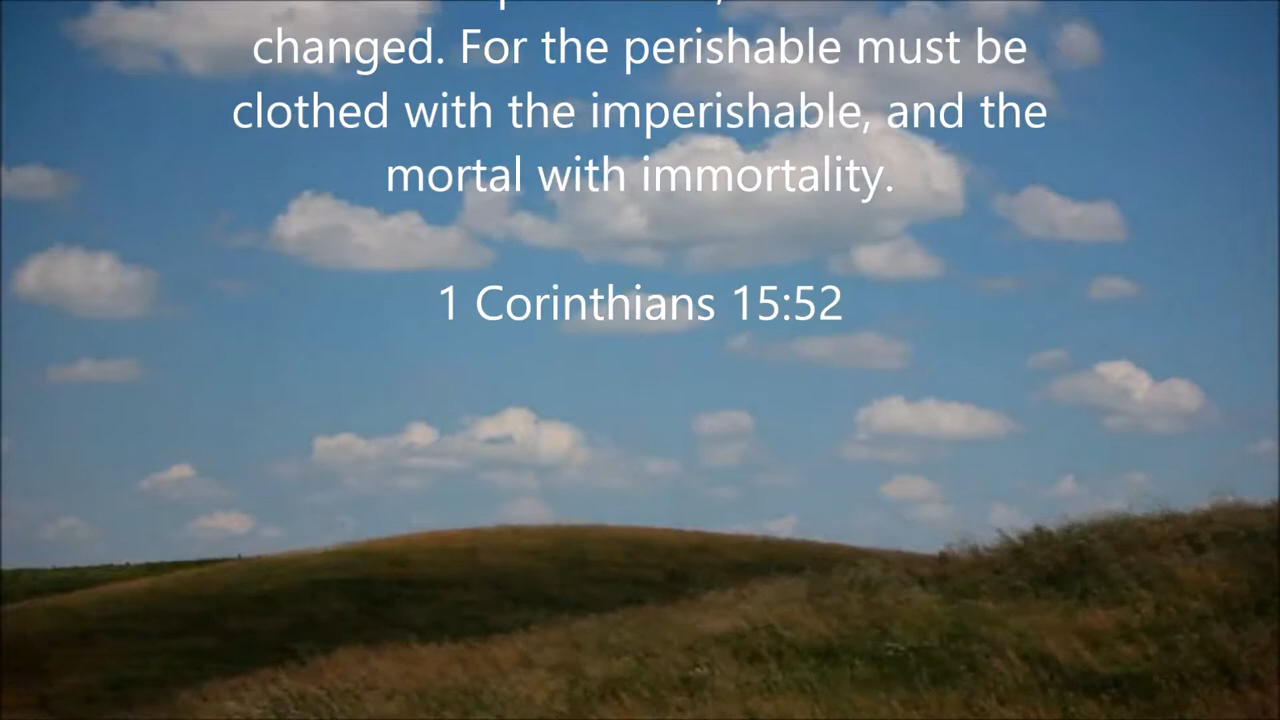 changed. For the perishable must be
clothed with the imperishable, and the
mortal with immortality.
1 Corinthians 15:52